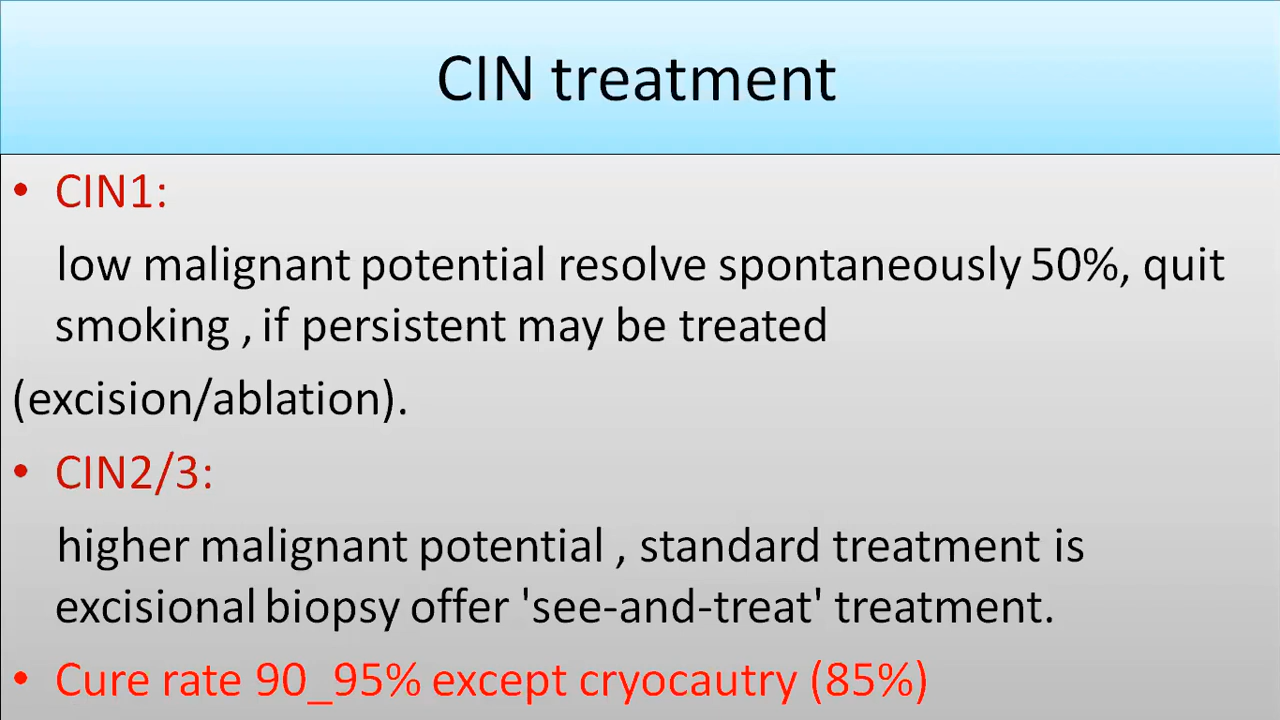 CIN treatment
• CIN1:
low malignant potential resolve spontaneously 50%, quit
smoking , if persistent may be treated
(excision/ablation).
• CIN2/3:
higher malignant potential , standard treatment is
excisional biopsy offer 'see-and-treat' treatment.
• Cure rate 90_95% except cryocautry (85%)